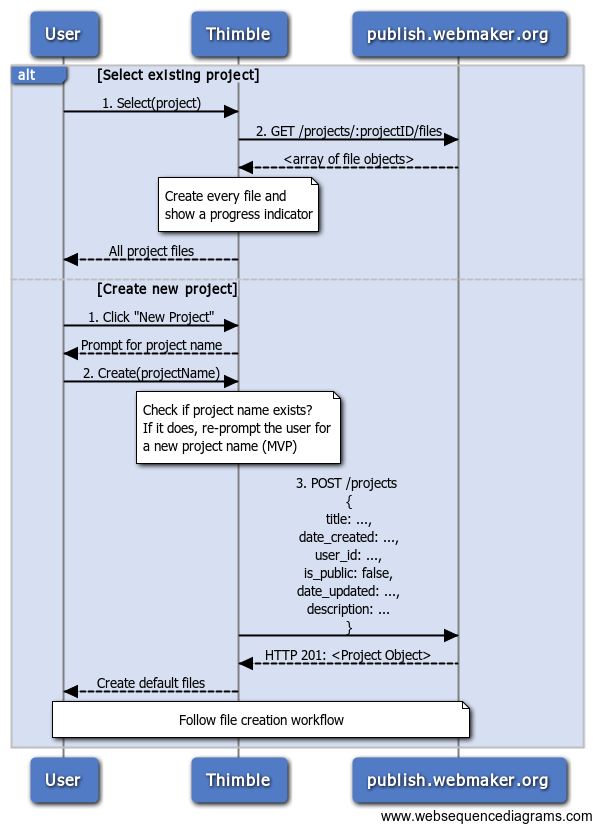 User Thimble publish.webmaker.org
alt [Select existing project]
1. Select(project)
2. GET /projects/:projectID/files
<array of file objects>
Create every file and
show a progress indicator
All project files
[Create new project]
1. Click "New Project"
Prompt for project name
2. Create(projectName)
Check if project name exists?
If it does, re-prompt the user for
a new project name (MVP)
3. POST /projects
{
title: ...,
date_created: ...,
user_id: ...,
is_public: false,
date_updated: ...,
description: ...
}
HTTP 201: <Project Object>
Create default files
Follow file creation workflow
User Thimble publish.webmaker.org
www.websequencediagrams.com